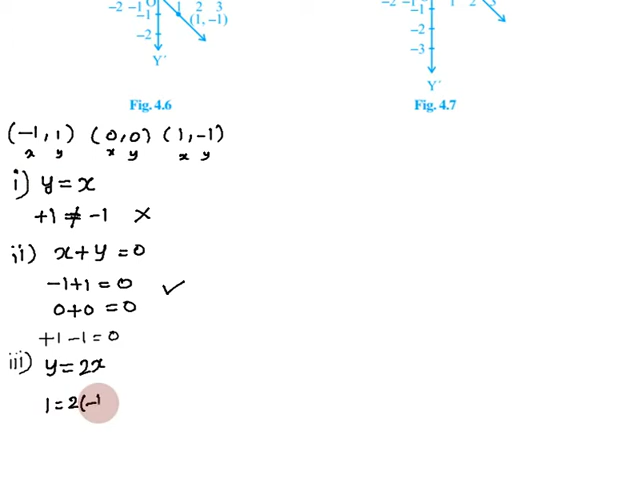 -2 -1 O 1 2 3
-1 (1, -1)
-2
Y′
Fig. 4.6
-2 -1 1 2 3
-1
-2
-3
Y′
Fig. 4.7
(-1, 1) (0, 0) (1, -1)
x y x y x y
i) y = x
+1 ≠ -1 ✗
ii) x + y = 0
-1 + 1 = 0 ✓
0 + 0 = 0
+1 - 1 = 0
iii) y = 2x
1 = 2(-1